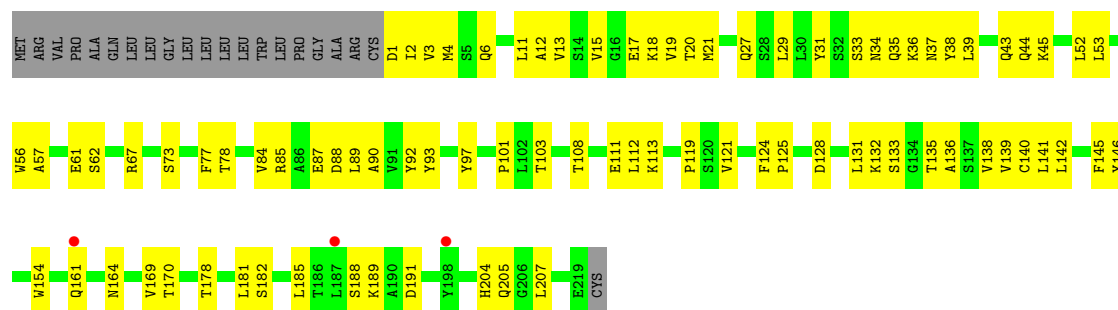 MET ARG VAL PRO ALA GLN LEU LEU GLY LEU LEU LEU LEU TRP LEU PRO GLY ALA ARG CYS D1 I2 V3 M4 S5 Q6 L11 A12 V13 S14 V15 G16 E17 K18 V19 T20 M21 Q27 S28 L29 L30 Y31 S32 S33 N34 Q35 K36 N37 Y38 L39 Q43 Q44 K45 L52 L53
W56 A57 E61 S62 R67 S73 F77 T78 V84 R85 A86 E87 D88 L89 A90 V91 Y92 Y93 Y97 P101 L102 T103 T108 E111 L112 K113 P119 S120 V121 F124 P125 D128 L131 K132 S133 G134 T135 A136 S137 V138 V139 C140 L141 L142 F145 Y146
W154 Q161 N164 V169 T170 T178 L181 S182 L185 T186 L187 S188 K189 A190 D191 Y198 H204 Q205 G206 L207 E219 CYS